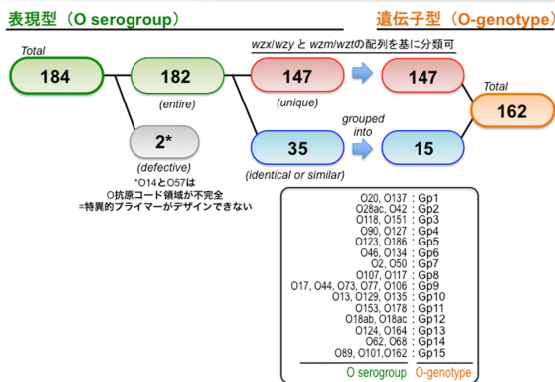 表現型(O serogroup)
遺伝子型(O-genotype)
wzx/wzy と wzm/wztの配列を基に分類可
Total
184
182
(entire)
147
(unique)
147
Total
162
2*
(defective)
*O14とO57は
O抗原コード領域が不完全
=特異的プライマーがデザインできない
35
(identical or similar)
grouped
into
15
O20, O137 : Gp1
O28ac, O42 : Gp2
O118, O151 : Gp3
O90, O127 : Gp4
O123, O186 : Gp5
O46, O134 : Gp6
O2, O50 : Gp7
O107, O117 : Gp8
O17, O44, O73, O77, O106 : Gp9
O13, O129, O135 : Gp10
O153, O178 : Gp11
O18ab, O18ac : Gp12
O124, O164 : Gp13
O62, O68 : Gp14
O89, O101,O162 : Gp15
O serogroup O-genotype